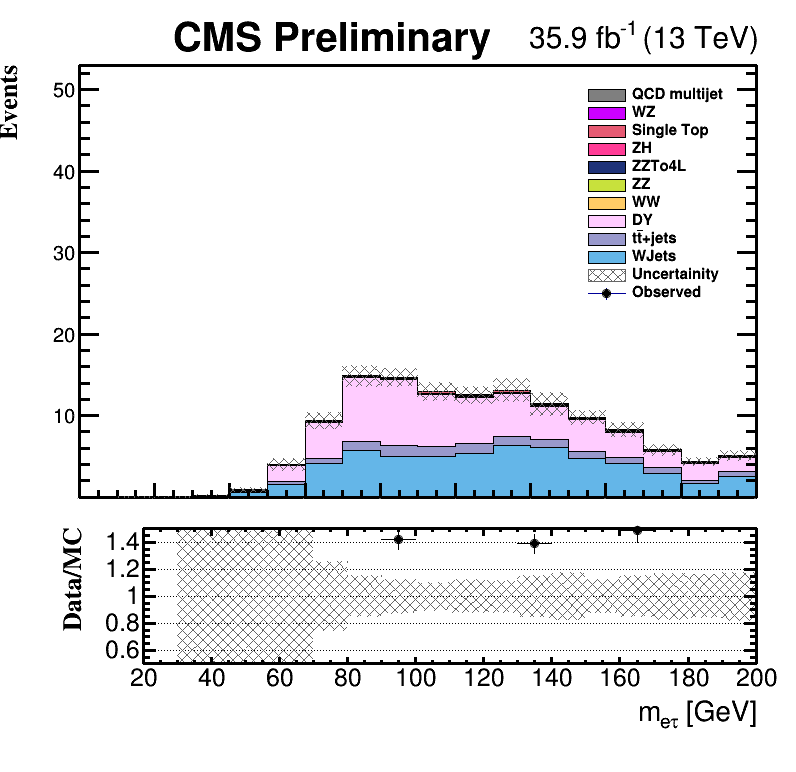 CMS Preliminary 35.9 fb⁻¹ (13 TeV)
Events
50
40
30
20
10
QCD multijet
WZ
Single Top
ZH
ZZTo4L
ZZ
WW
DY
tt̄+jets
WJets
Uncertainity
Observed
Data/MC
1.4
1.2
1
0.8
0.6
20 40 60 80 100 120 140 160 180 200
m_eτ [GeV]